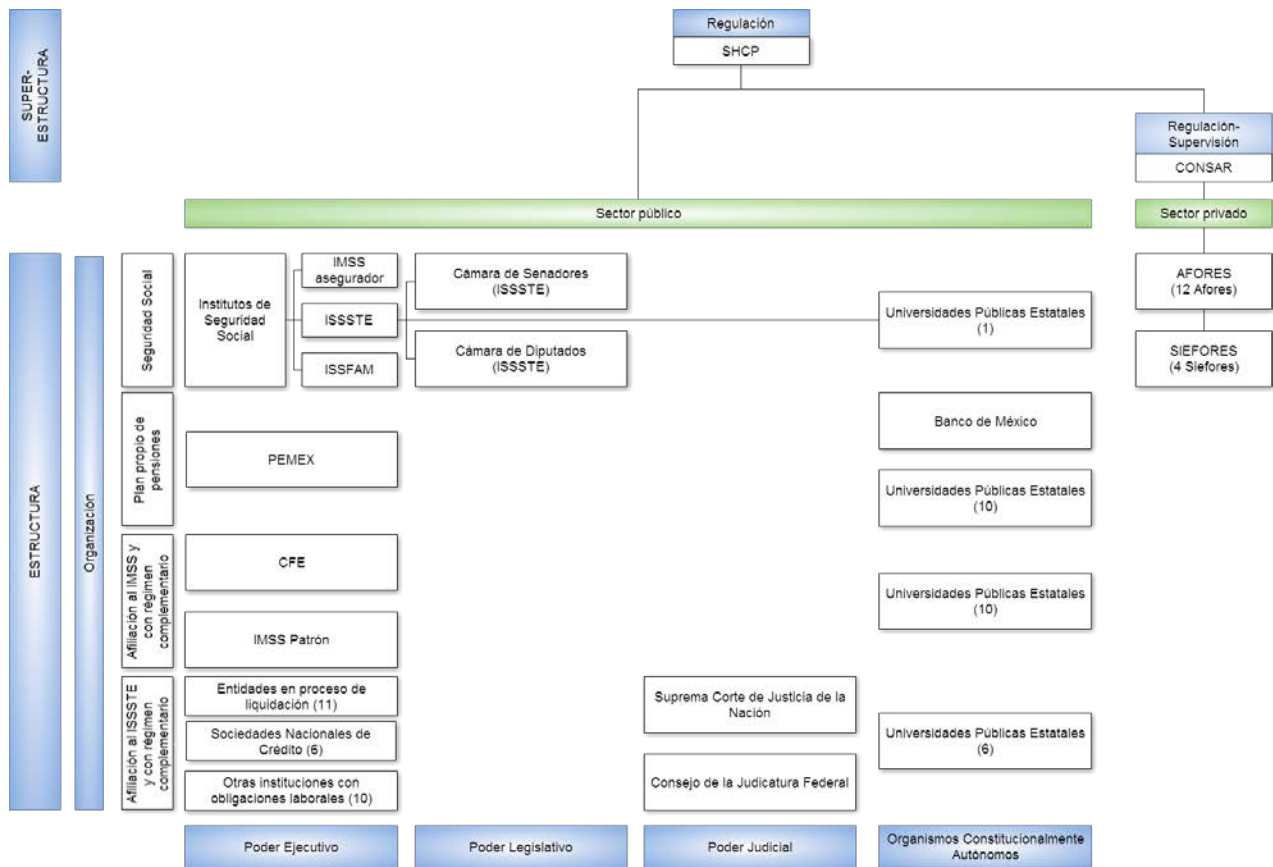 SUPER-
ESTRUCTURA
Regulación
SHCP
Regulación-
Supervisión
CONSAR
Sector público
Sector privado
ESTRUCTURA
Organización
Seguridad Social
Institutos de
Seguridad
Social
IMSS
asegurador
ISSSTE
ISSFAM
Cámara de Senadores
(ISSSTE)
Cámara de Diputados
(ISSSTE)
Universidades Públicas Estatales
(1)
AFORES
(12 Afores)
SIEFORES
(4 Siefores)
Plan propio de
pensiones
PEMEX
Banco de México
Universidades Públicas Estatales
(10)
Afiliación al IMSS y
con régimen
complementario
CFE
IMSS Patrón
Universidades Públicas Estatales
(10)
Afiliación al ISSSTE
y con régimen
complementario
Entidades en proceso de
liquidación (11)
Sociedades Nacionales de
Crédito (6)
Otras instituciones con
obligaciones laborales (10)
Suprema Corte de Justicia de la
Nación
Consejo de la Judicatura Federal
Universidades Públicas Estatales
(6)
Poder Ejecutivo
Poder Legislativo
Poder Judicial
Organismos Constitucionalmente
Autónomos